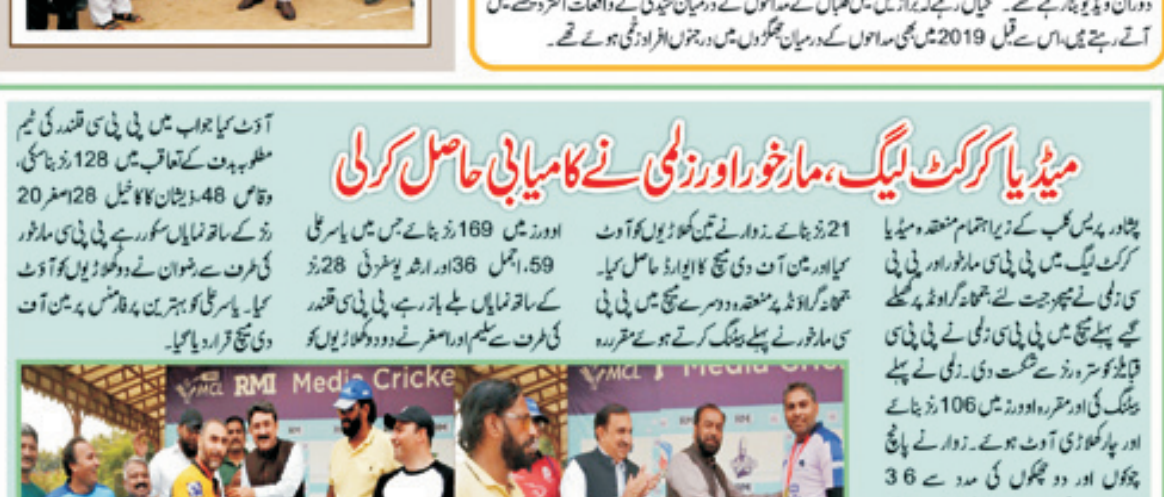 آتے رہتے ہیں، اس سے قبل 2019 میں بھی مداحوں کے درمیان جھگڑوں میں درجنوں افراد زخمی ہوئے تھے۔
میڈیا کرکٹ لیگ، مارخور اور زلمی نے کامیابی حاصل کرلی
پشاور پریس کلب کے زیراہتمام منعقدہ میڈیا
کرکٹ لیگ میں پی پی سی مارخور اور پی پی
سی زلمی نے میچز جیت لئے جمخانہ گراونڈ پر کھیلے
گیے پہلے میچ میں پی پی سی زلمی نے پی پی سی
قبائلز کو سترہ رنز سے شکست دی۔ زلمی نے پہلے
بیٹنگ کی اور مقررہ اوورز میں 106 رنز بنائے
اور چار کھلاڑی آوٹ ہوئے۔ زوار نے پانچ
چوکوں اور دو چھکوں کی مدد سے 36
21 رنز بنائے۔ زوار نے تین کھلاڑیوں کو آوٹ
کیا اور مین آف دی میچ کا ایوارڈ حاصل کیا۔
جمخانہ گراؤنڈ پر منعقدہ دوسرے میچ میں پی پی
سی مارخور نے پہلے بیٹنگ کرتے ہوئے مقررہ
اوورز میں 169 رنز بنائے جس میں یاسر علی
59، اجمل 36 اور ارشد یوسفزئی 28 رنز
کے ساتھ نمایاں بلے باز رہے، پی پی سی قلندر
کی طرف سے سلیم اور اصغر نے دو دو کھلاڑیوں کو
آؤٹ کیا جواب میں پی پی سی قلندر کی ٹیم
مطلوبہ ہدف کے تعاقب میں 128 رنز بناسکی،
وقاص 48، ذیشان کاکاخیل 28 اصغر 20
رنز کے ساتھ نمایاں سکورر رہے پی پی سی مارخور
کی طرف سے رضوان نے دو کھلاڑیوں کو آؤٹ
کیا۔ یاسر علی کو بہترین پرفارمنس پر مین آف
دی میچ قرار دیا گیا۔
MCL RMI Media Cricke
MCL Media Cric